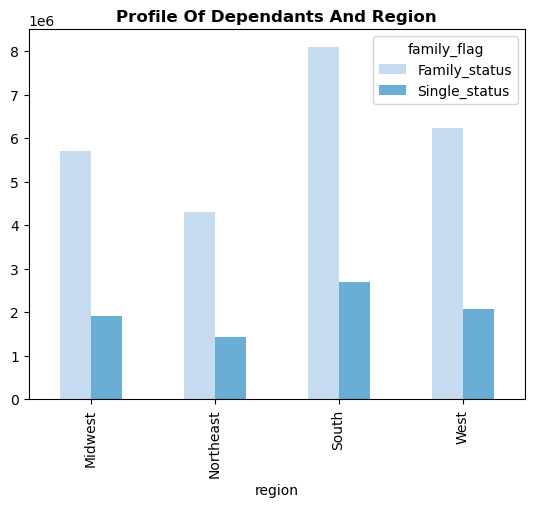 Profile Of Dependants And Region
1e6
family_flag
Family_status
Single_status
8
7
6
5
4
3
2
1
0
Midwest
Northeast
South
West
region